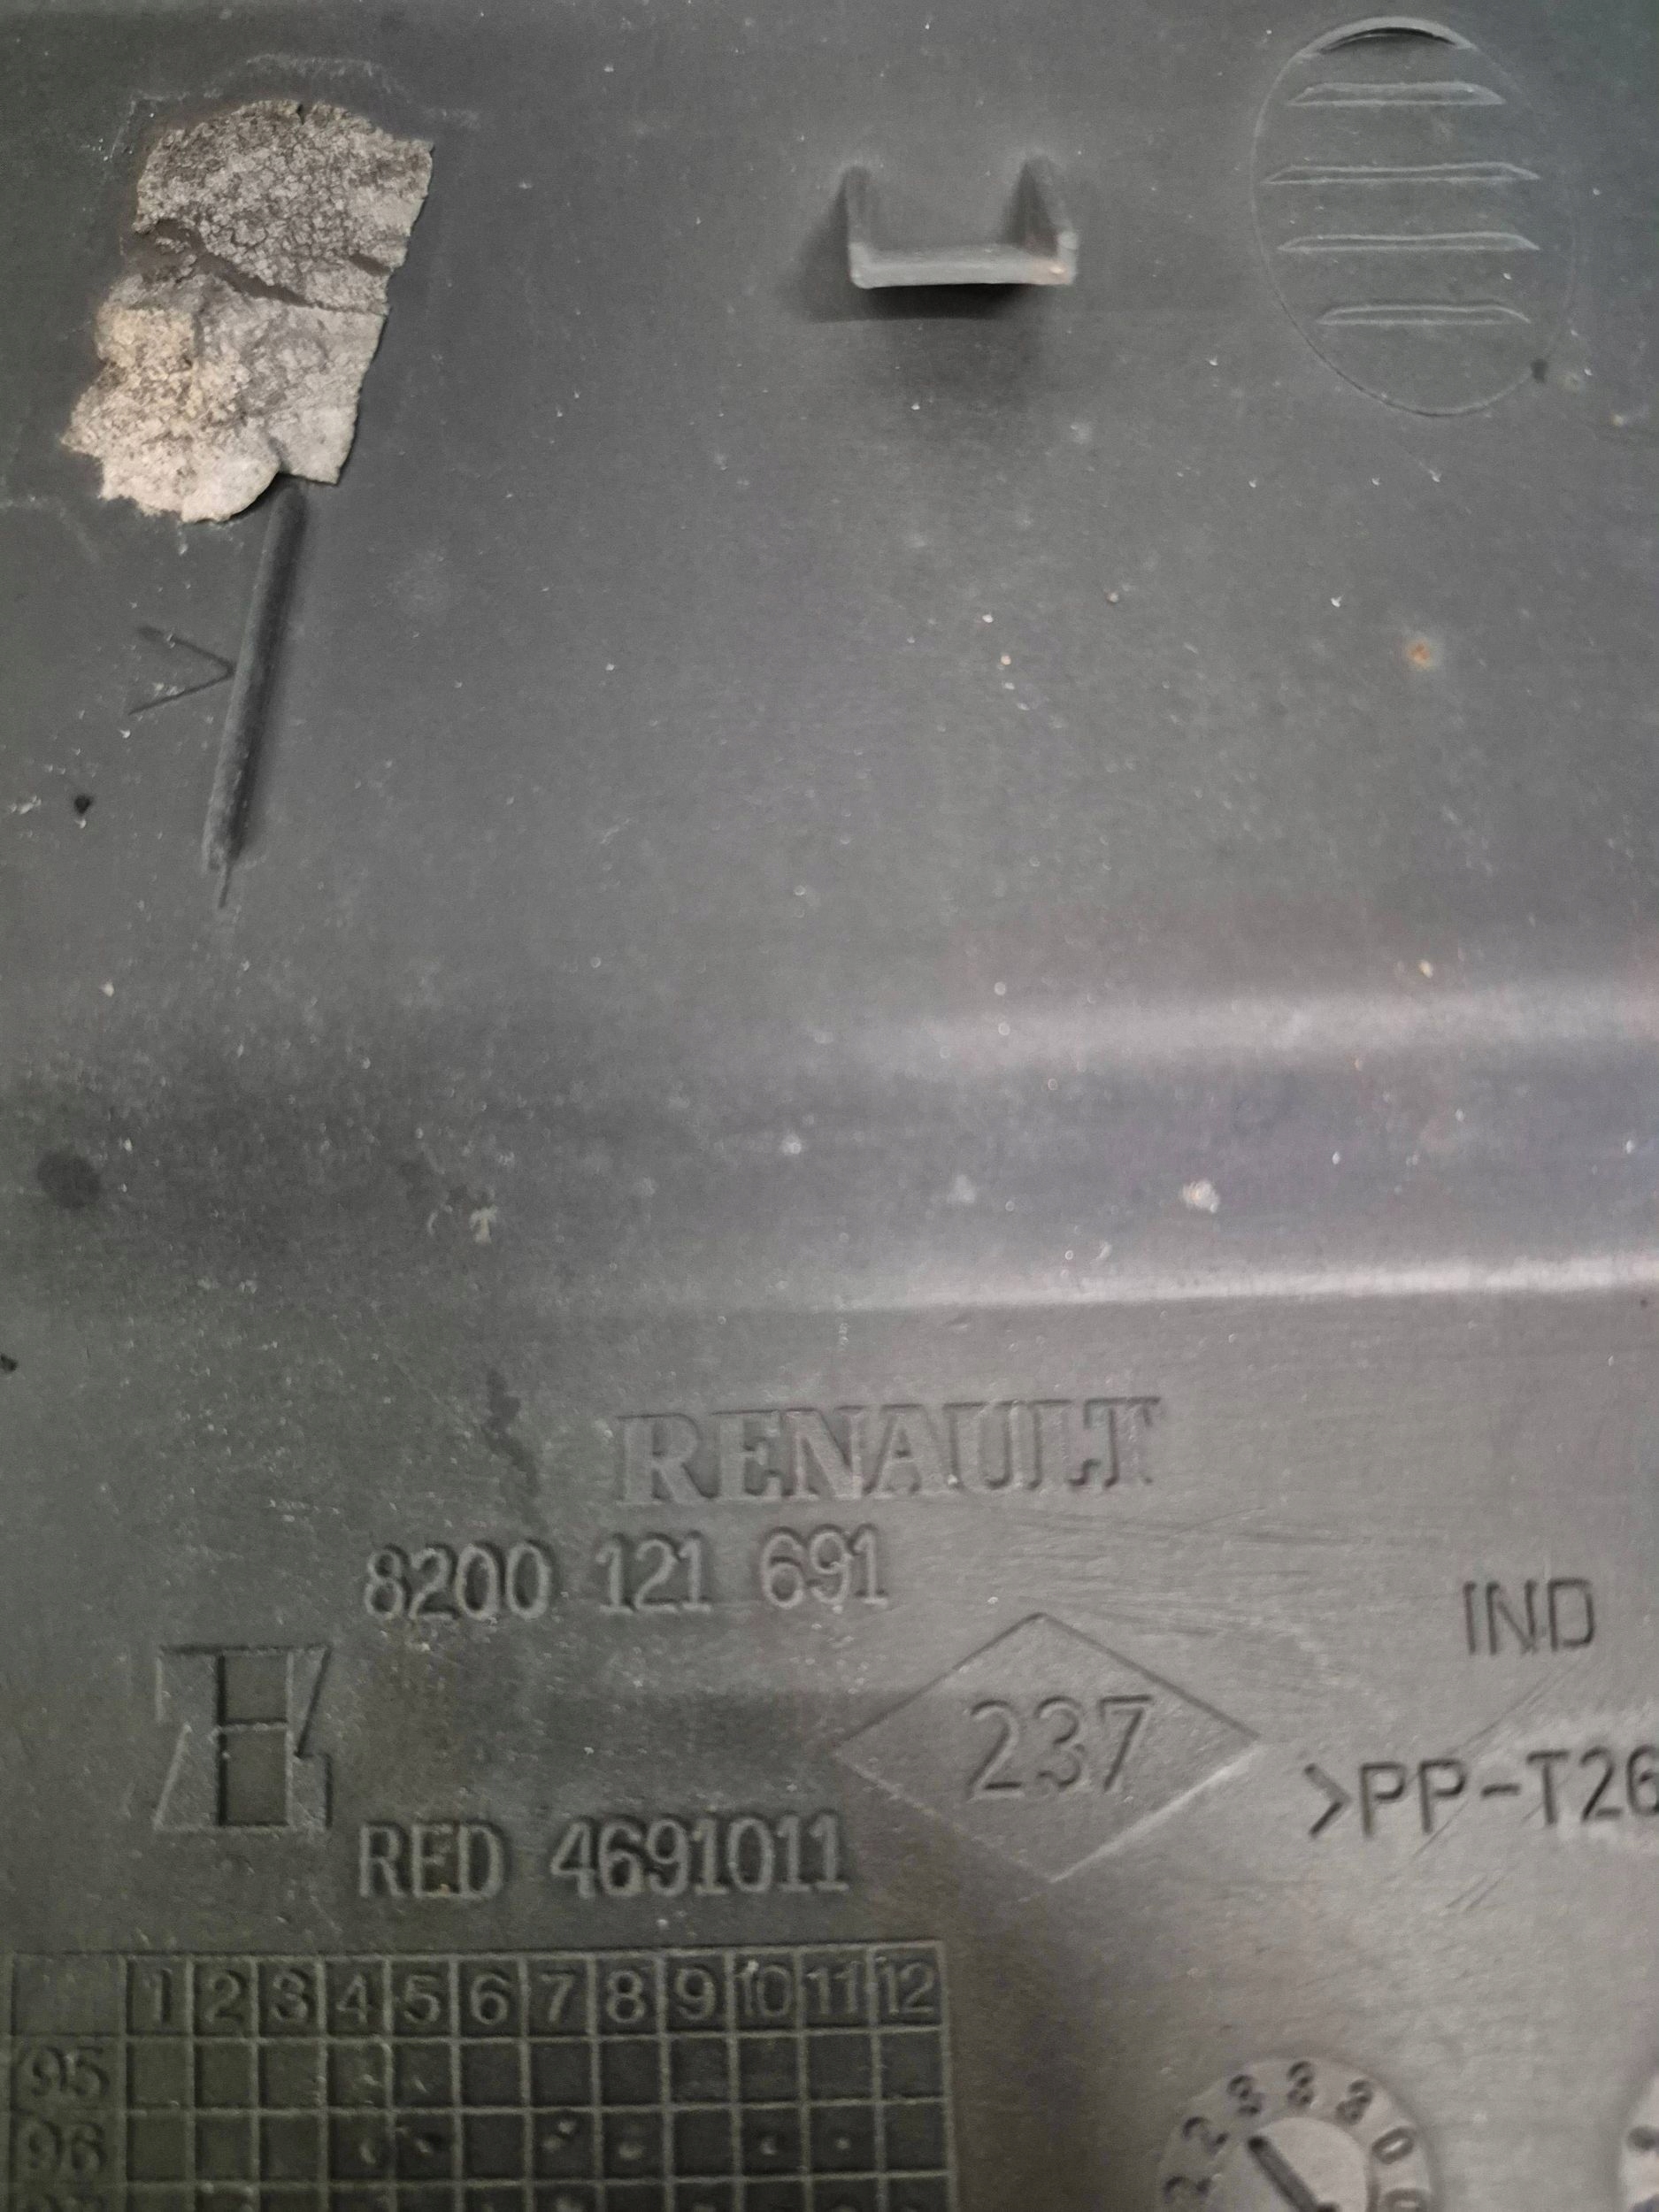 RENAULT
8200 121 691
IND
237
>PP-T26
RED 4691011
1 2 3 4 5 6 7 8 9 10 11 12
95
96